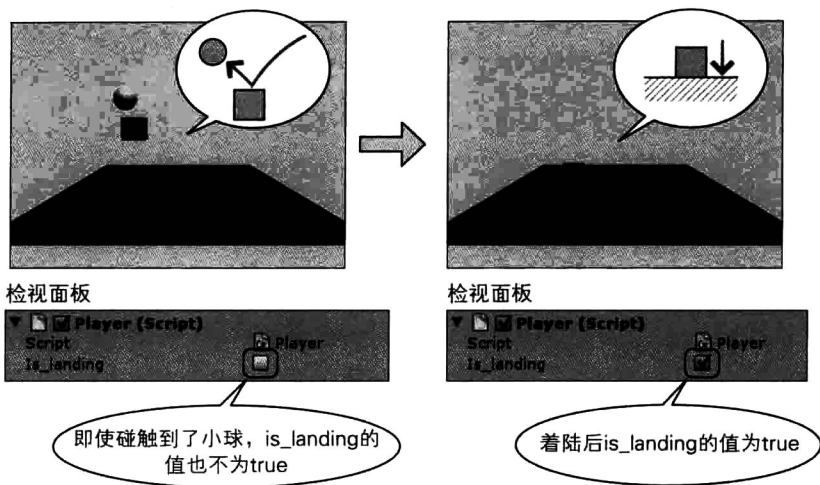 检视面板
Player (Script)
Script Player
Is_landing
即使碰触到了小球，is_landing的
值也不为true
检视面板
Player (Script)
Script Player
Is_landing
着陆后is_landing的值为true